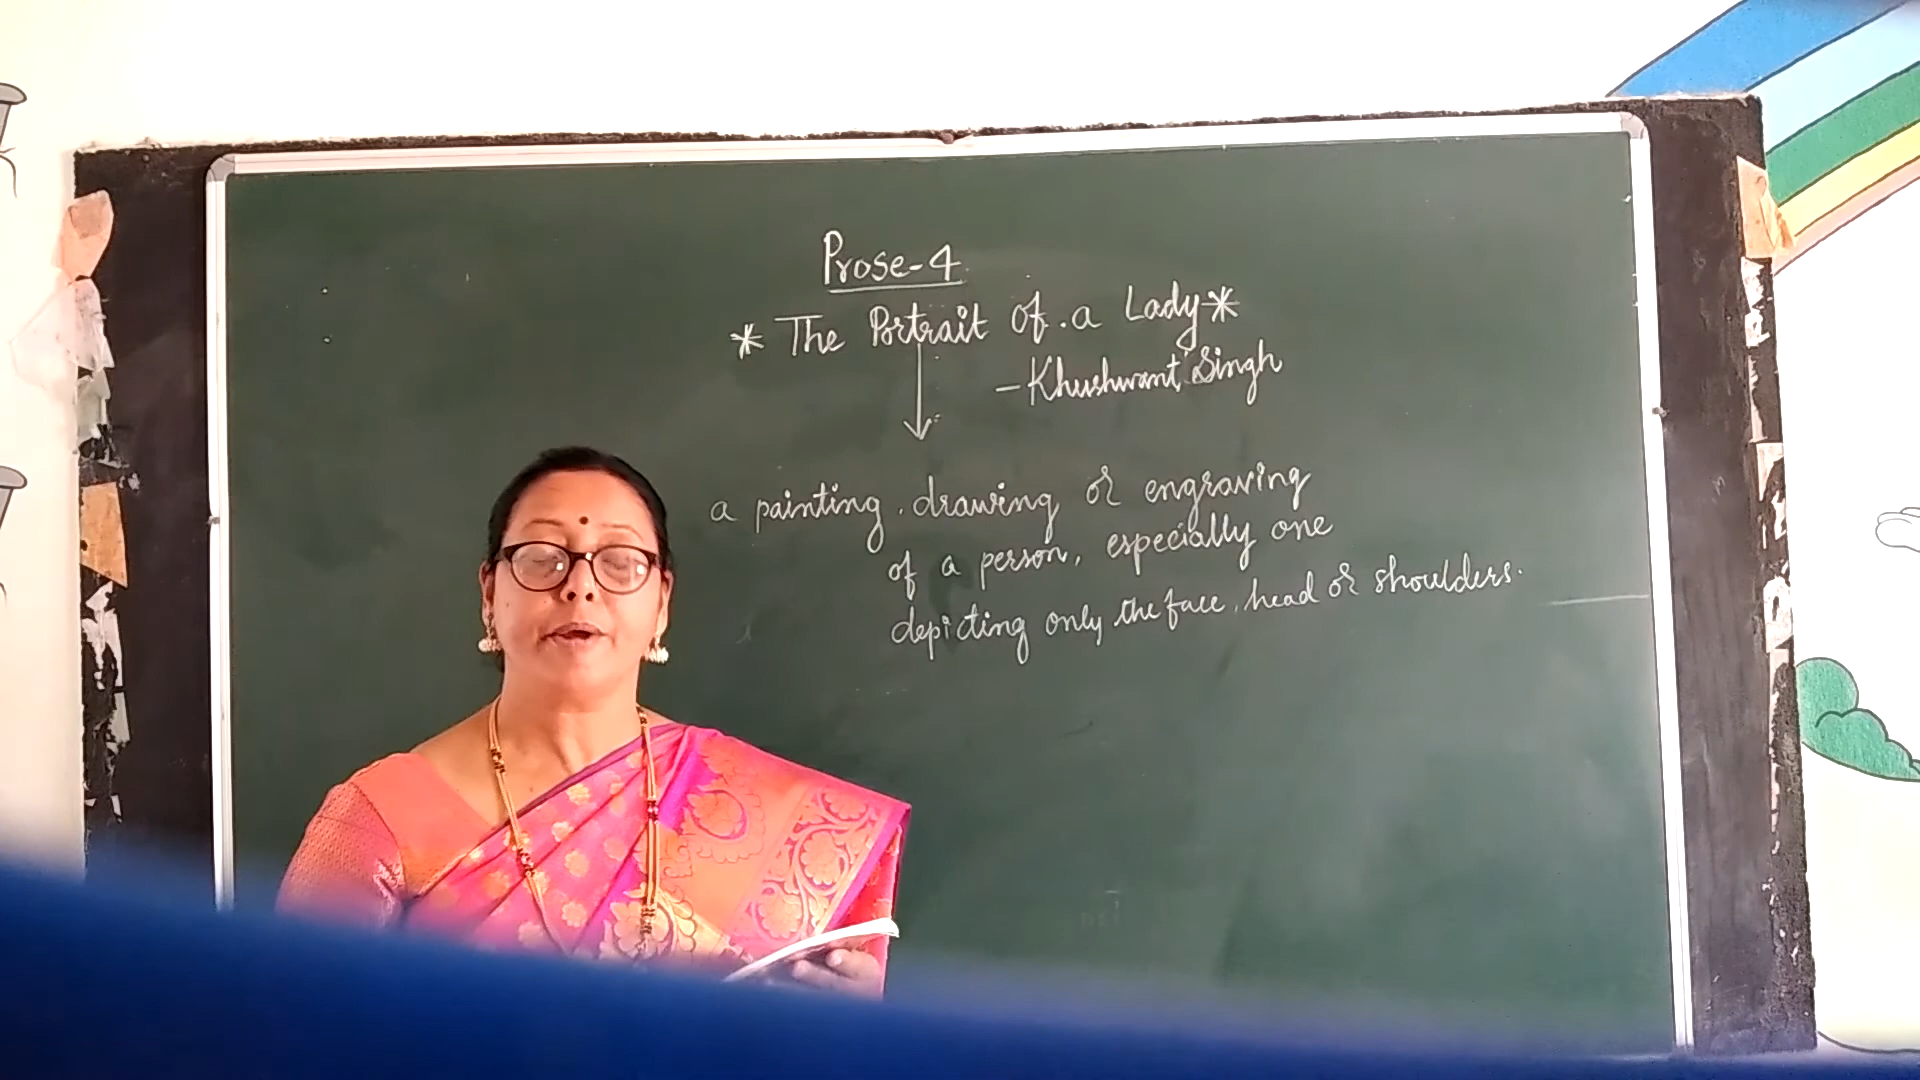 Prose-4
* The Portrait of a Lady *
- Khushwant Singh
a painting, drawing or engraving
of a person, especially one
depicting only the face, head or shoulders.